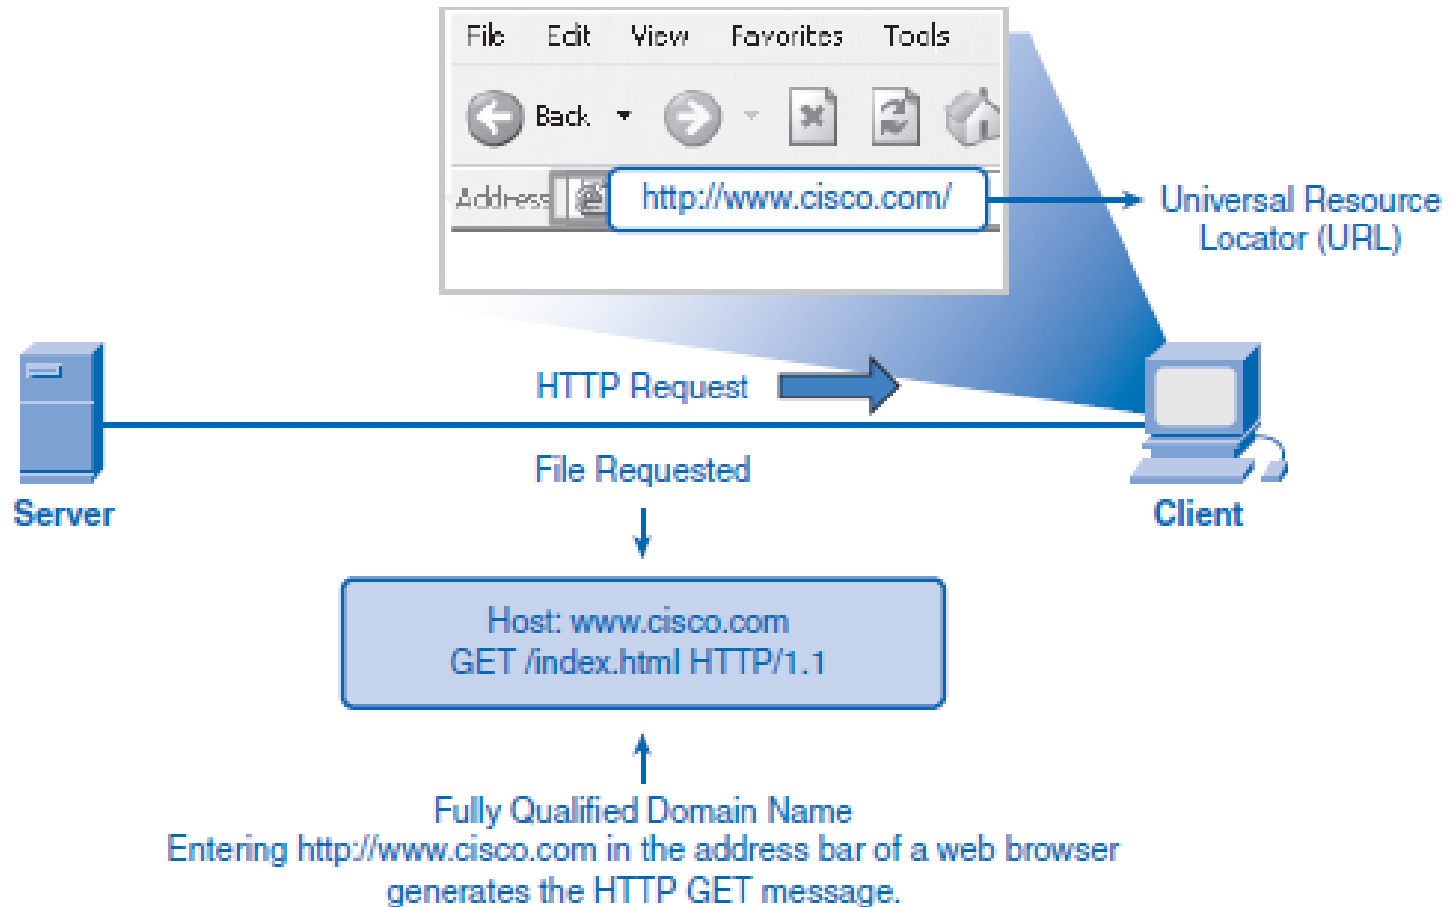 File Edit View Favorites Tools
Back
Address http://www.cisco.com/
Universal Resource
Locator (URL)
HTTP Request
File Requested
Server
Client
Host: www.cisco.com
GET /index.html HTTP/1.1
Fully Qualified Domain Name
Entering http://www.cisco.com in the address bar of a web browser
generates the HTTP GET message.